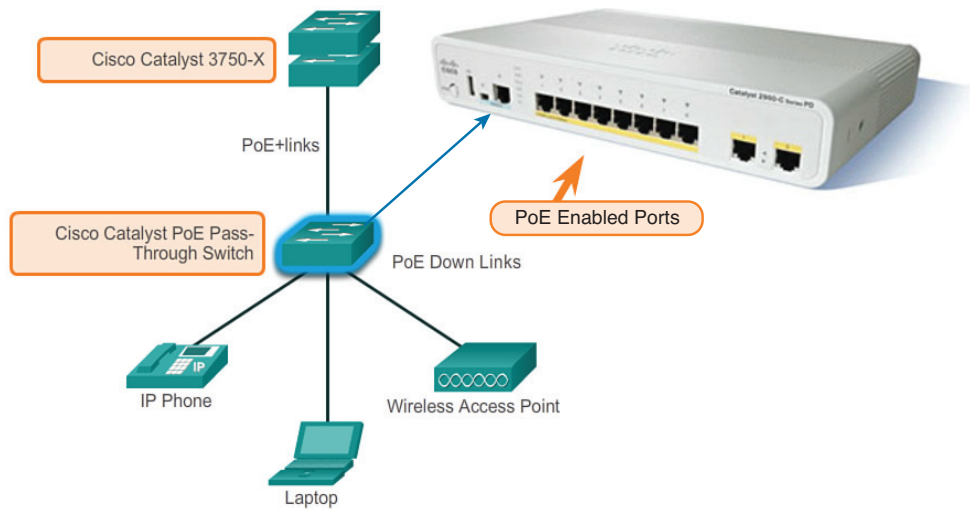 Cisco Catalyst 3750-X
PoE+links
Cisco Catalyst PoE Pass-
Through Switch
PoE Down Links
IP
IP Phone
Wireless Access Point
Laptop
CISCO
Catalyst 2960-C Series PD
PoE Enabled Ports